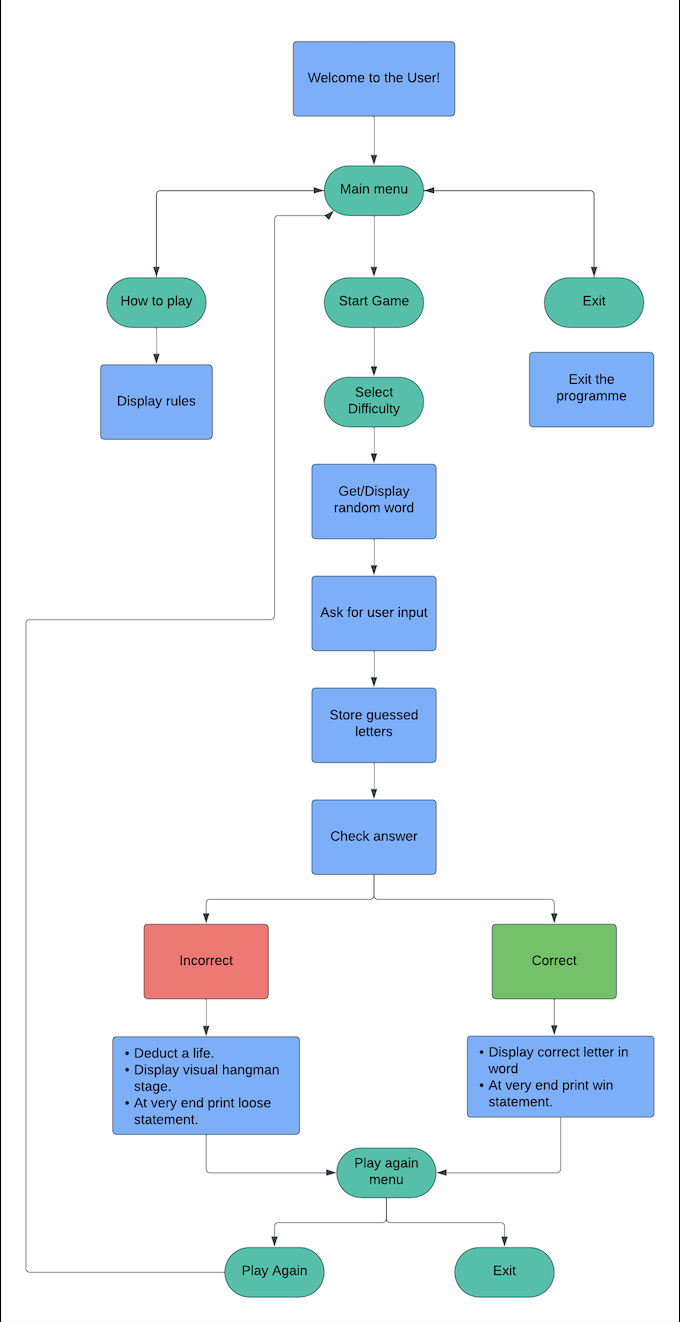 Welcome to the User!
Main menu
How to play
Start Game
Exit
Display rules
Select
Difficulty
Exit the
programme
Get/Display
random word
Ask for user input
Store guessed
letters
Check answer
Incorrect
Correct
• Deduct a life.
• Display visual hangman
stage.
• At very end print loose
statement.
• Display correct letter in
word
• At very end print win
statement.
Play again
menu
Play Again
Exit